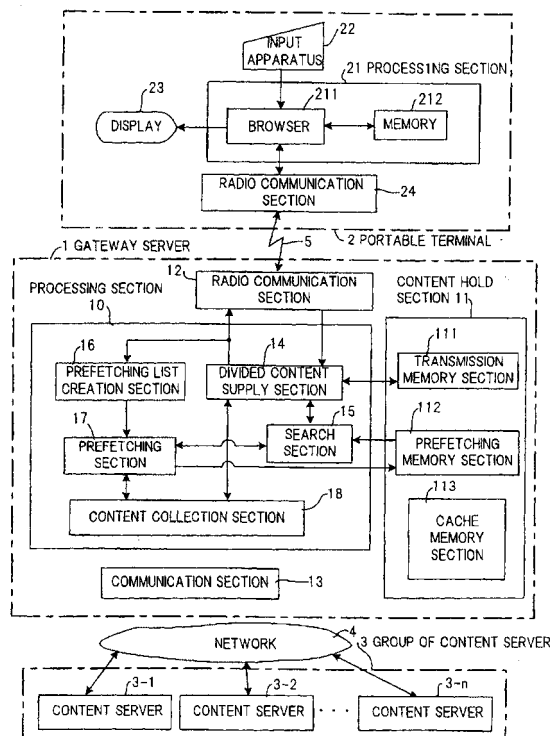 INPUT
APPARATUS
22
21 PROCESSING SECTION
23
211
212
DISPLAY
BROWSER
MEMORY
RADIO COMMUNICATION
SECTION
24
5
2 PORTABLE TERMINAL
1 GATEWAY SERVER
12
RADIO COMMUNICATION
SECTION
PROCESSING SECTION
10
CONTENT HOLD
SECTION 11
16
PREFETCHING LIST
CREATION SECTION
14
DIVIDED CONTENT
SUPPLY SECTION
111
TRANSMISSION
MEMORY SECTION
17
PREFETCHING
SECTION
15
SEARCH
SECTION
112
PREFETCHING
MEMORY SECTION
18
CONTENT COLLECTION SECTION
113
CACHE
MEMORY
SECTION
COMMUNICATION SECTION
13
NETWORK
4
3 GROUP OF CONTENT SERVER
3-1
3-2
3-n
CONTENT SERVER
CONTENT SERVER
· · · ·
CONTENT SERVER